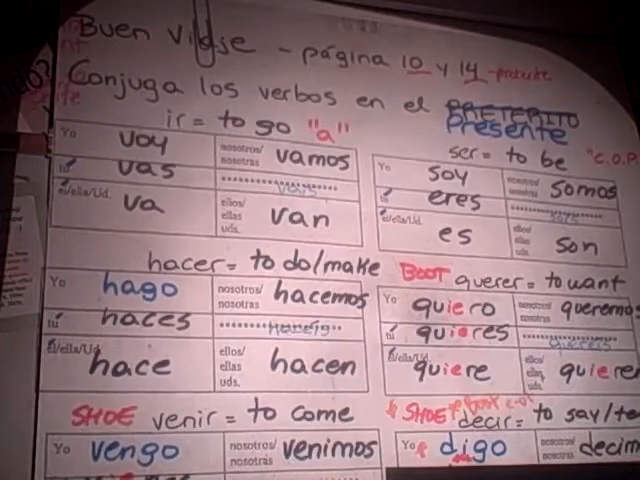 Buen Viaje - página 10 y 14 - presente
Conjuga los verbos en el PRETERITO
Presente
ir = to go "a"
Yo voy nosotros/nosotras vamos
tú vas vais
él/ella/Ud. va ellos/ellas uds. van
ser = to be "C.O.P
Yo soy nosotros/nosotras somos
tú eres
él/ella/Ud. es ellos/ellas uds. son
hacer = to do/make
Yo hago nosotros/nosotras hacemos
tú haces hacéis
él/ella/Ud. hace ellos/ellas uds. hacen
BOOT querer = to want
Yo quiero nosotros/nosotras queremos
tú quieres queréis
él/ella/Ud. quiere ellos/ellas uds. quieren
SHOE venir = to come
Yo vengo nosotros/nosotras venimos
SHOE decir = to say/te
Yo digo nosotros/nosotras decim